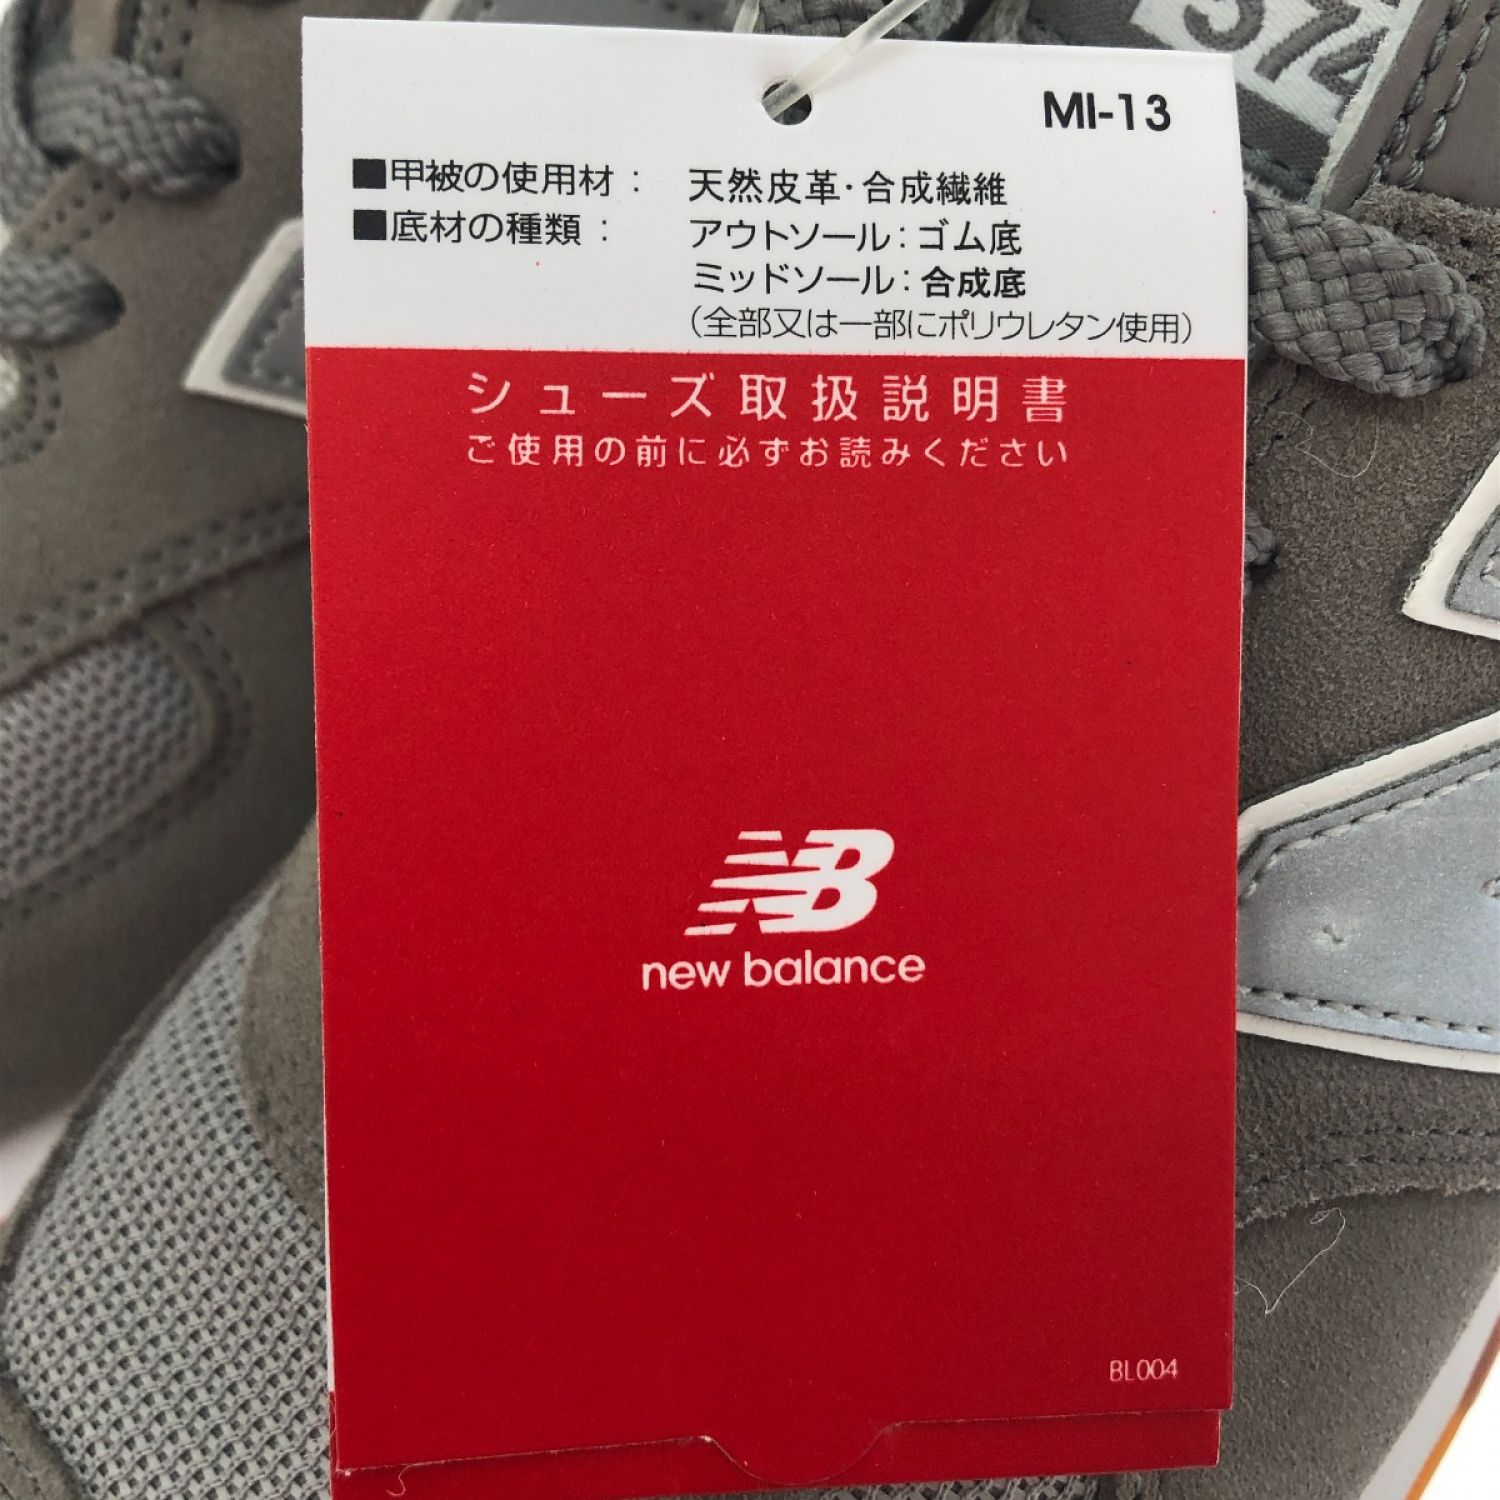 574
MI-13
■甲被の使用材： 天然皮革・合成繊維
■底材の種類： アウトソール：ゴム底
ミッドソール：合成底
（全部又は一部にポリウレタン使用）
シューズ取扱説明書
ご使用の前に必ずお読みください
NB
new balance
BL004